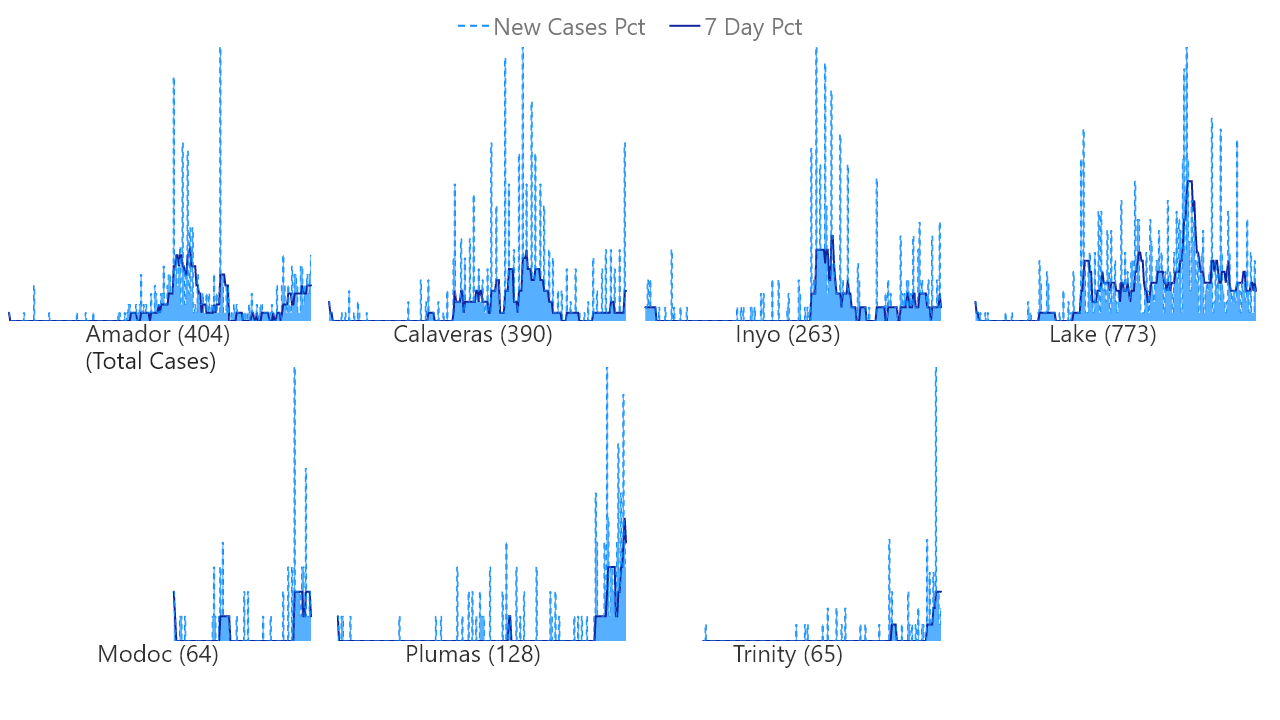 New Cases Pct 7 Day Pct
Amador (404)
(Total Cases)
Calaveras (390)
Inyo (263)
Lake (773)
Modoc (64)
Plumas (128)
Trinity (65)